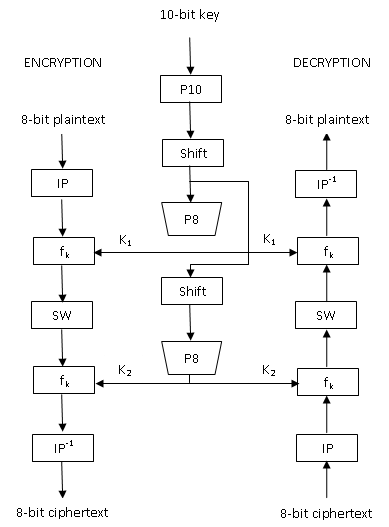 10-bit key
ENCRYPTION
DECRYPTION
P10
8-bit plaintext
8-bit plaintext
Shift
IP
IP-1
P8
K1
K1
fk
fk
Shift
SW
SW
P8
K2
K2
fk
fk
IP-1
IP
8-bit ciphertext
8-bit ciphertext